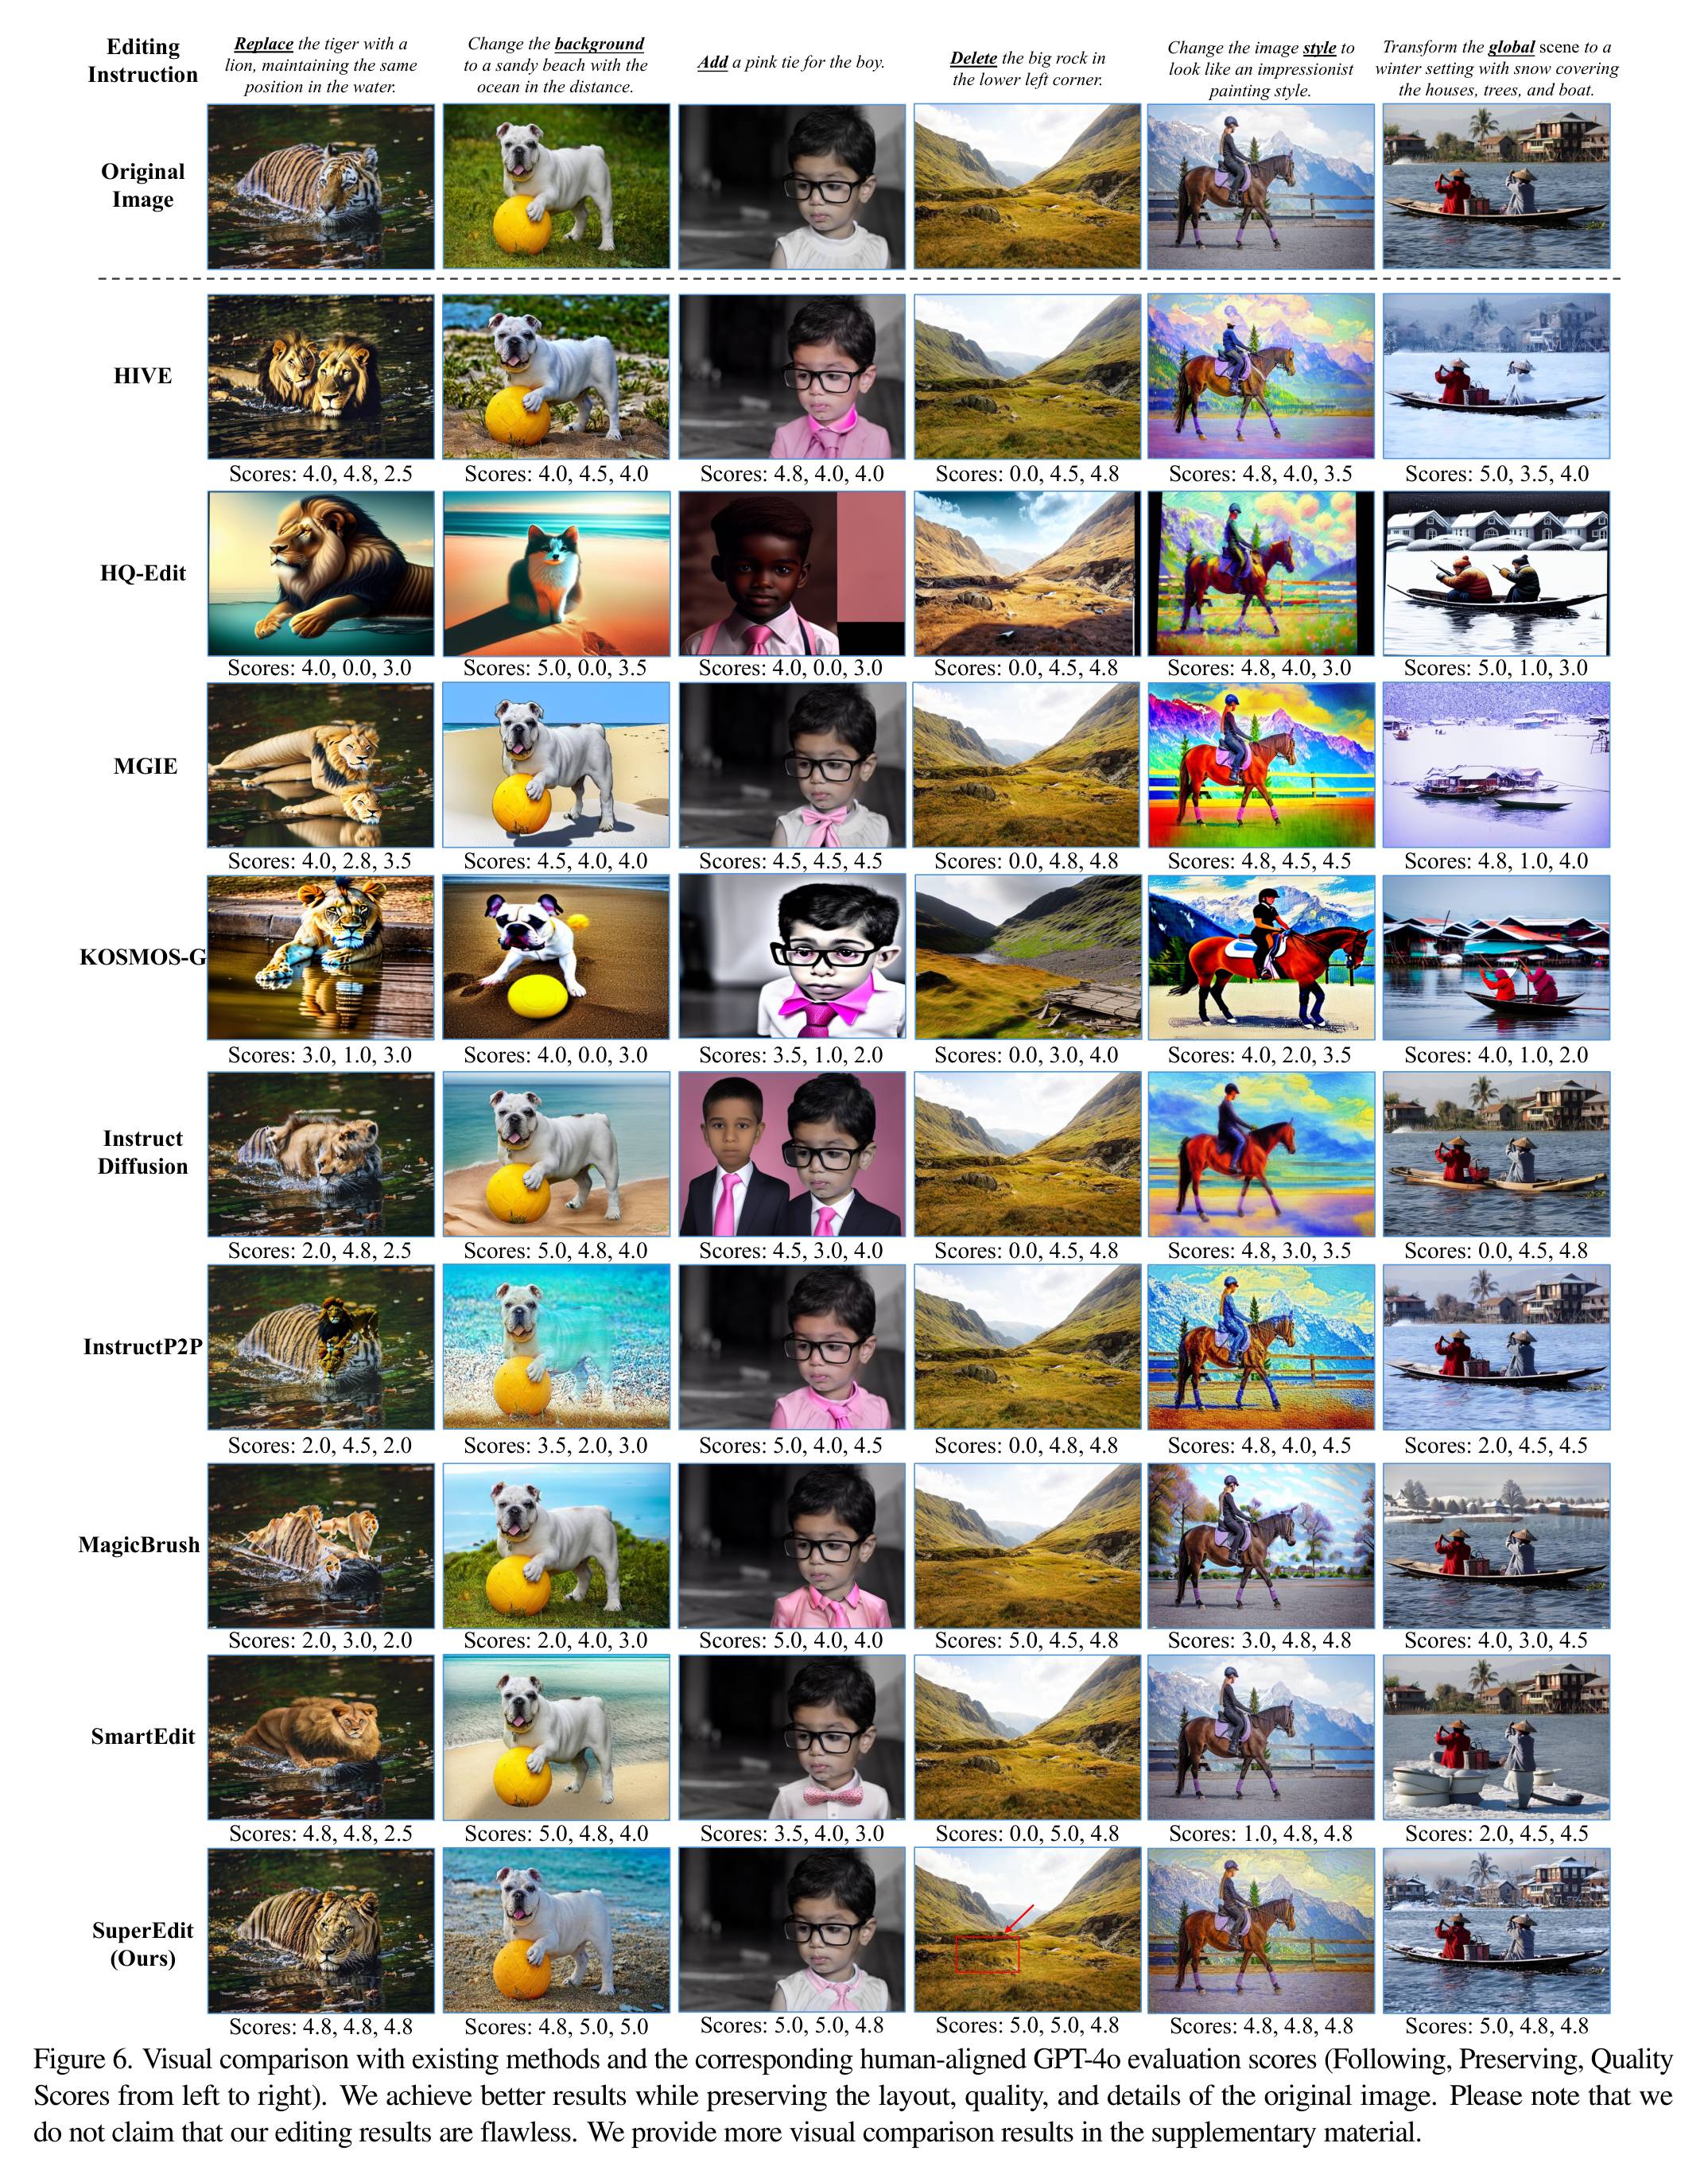 Editing
Instruction
Replace the tiger with a
lion, maintaining the same
position in the water.
Change the background
to a sandy beach with the
ocean in the distance.
Add a pink tie for the boy.
Delete the big rock in
the lower left corner.
Change the image style to
look like an impressionist
painting style.
Transform the global scene to a
winter setting with snow covering
the houses, trees, and boat.
Original
Image
HIVE
Scores: 4.0, 4.8, 2.5
Scores: 4.0, 4.5, 4.0
Scores: 4.8, 4.0, 4.0
Scores: 0.0, 4.5, 4.8
Scores: 4.8, 4.0, 3.5
Scores: 5.0, 3.5, 4.0
HQ-Edit
Scores: 4.0, 0.0, 3.0
Scores: 5.0, 0.0, 3.5
Scores: 4.0, 0.0, 3.0
Scores: 0.0, 4.5, 4.8
Scores: 4.8, 4.0, 3.0
Scores: 5.0, 1.0, 3.0
MGIE
Scores: 4.0, 2.8, 3.5
Scores: 4.5, 4.0, 4.0
Scores: 4.5, 4.5, 4.5
Scores: 0.0, 4.8, 4.8
Scores: 4.8, 4.5, 4.5
Scores: 4.8, 1.0, 4.0
KOSMOS-G
Scores: 3.0, 1.0, 3.0
Scores: 4.0, 0.0, 3.0
Scores: 3.5, 1.0, 2.0
Scores: 0.0, 3.0, 4.0
Scores: 4.0, 2.0, 3.5
Scores: 4.0, 1.0, 2.0
Instruct
Diffusion
Scores: 2.0, 4.8, 2.5
Scores: 5.0, 4.8, 4.0
Scores: 4.5, 3.0, 4.0
Scores: 0.0, 4.5, 4.8
Scores: 4.8, 3.0, 3.5
Scores: 0.0, 4.5, 4.8
InstructP2P
Scores: 2.0, 4.5, 2.0
Scores: 3.5, 2.0, 3.0
Scores: 5.0, 4.0, 4.5
Scores: 0.0, 4.8, 4.8
Scores: 4.8, 4.0, 4.5
Scores: 2.0, 4.5, 4.5
MagicBrush
Scores: 2.0, 3.0, 2.0
Scores: 2.0, 4.0, 3.0
Scores: 5.0, 4.0, 4.0
Scores: 5.0, 4.5, 4.8
Scores: 3.0, 4.8, 4.8
Scores: 4.0, 3.0, 4.5
SmartEdit
Scores: 4.8, 4.8, 2.5
Scores: 5.0, 4.8, 4.0
Scores: 3.5, 4.0, 3.0
Scores: 0.0, 5.0, 4.8
Scores: 1.0, 4.8, 4.8
Scores: 2.0, 4.5, 4.5
SuperEdit
(Ours)
Scores: 4.8, 4.8, 4.8
Scores: 4.8, 5.0, 5.0
Scores: 5.0, 5.0, 4.8
Scores: 5.0, 5.0, 4.8
Scores: 4.8, 4.8, 4.8
Scores: 5.0, 4.8, 4.8
Figure 6. Visual comparison with existing methods and the corresponding human-aligned GPT-4o evaluation scores (Following, Preserving, Quality
Scores from left to right). We achieve better results while preserving the layout, quality, and details of the original image. Please note that we
do not claim that our editing results are flawless. We provide more visual comparison results in the supplementary material.